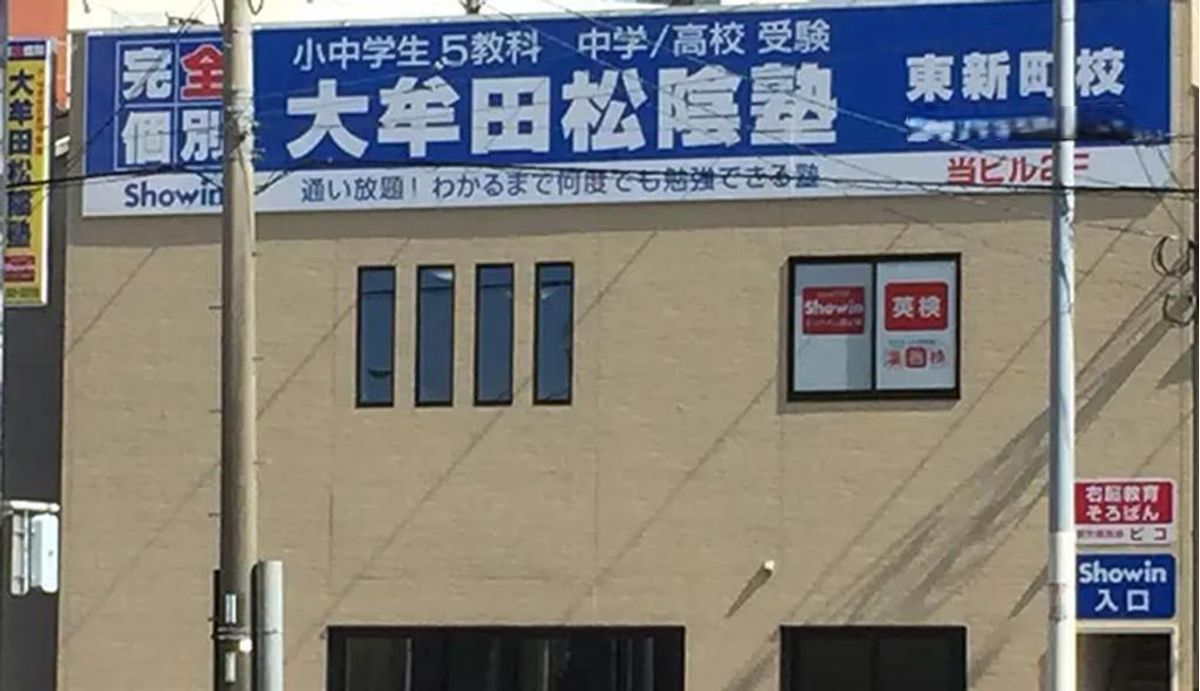 大牟田松陰塾
Showin
完全
個別
Showin
小中学生 5教科 中学/高校 受験
大牟田松陰塾
通い放題！わかるまで何度でも勉強できる塾
東新町校
当ビル2F
Showin
英検
漢検
右脳教育
そろばん
ピコ
Showin
入口